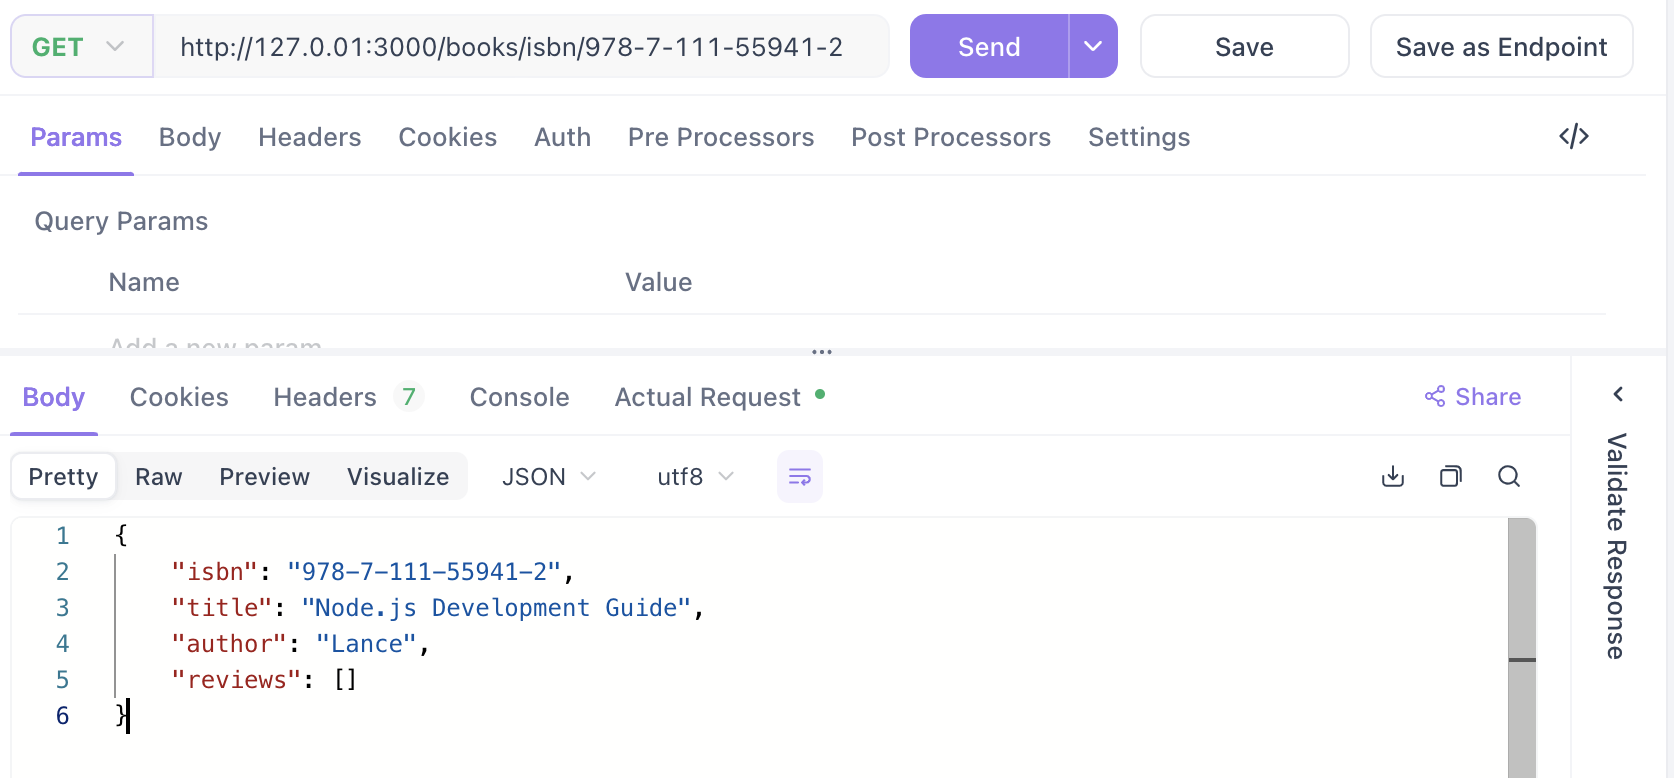 GET http://127.0.01:3000/books/isbn/978-7-111-55941-2 Send Save Save as Endpoint
Params Body Headers Cookies Auth Pre Processors Post Processors Settings </>
Query Params
Name Value
Add a new param
Body Cookies Headers 7 Console Actual Request Share
Pretty Raw Preview Visualize JSON utf8
1 {
2 "isbn": "978-7-111-55941-2",
3 "title": "Node.js Development Guide",
4 "author": "Lance",
5 "reviews": []
6 }
Validate Response